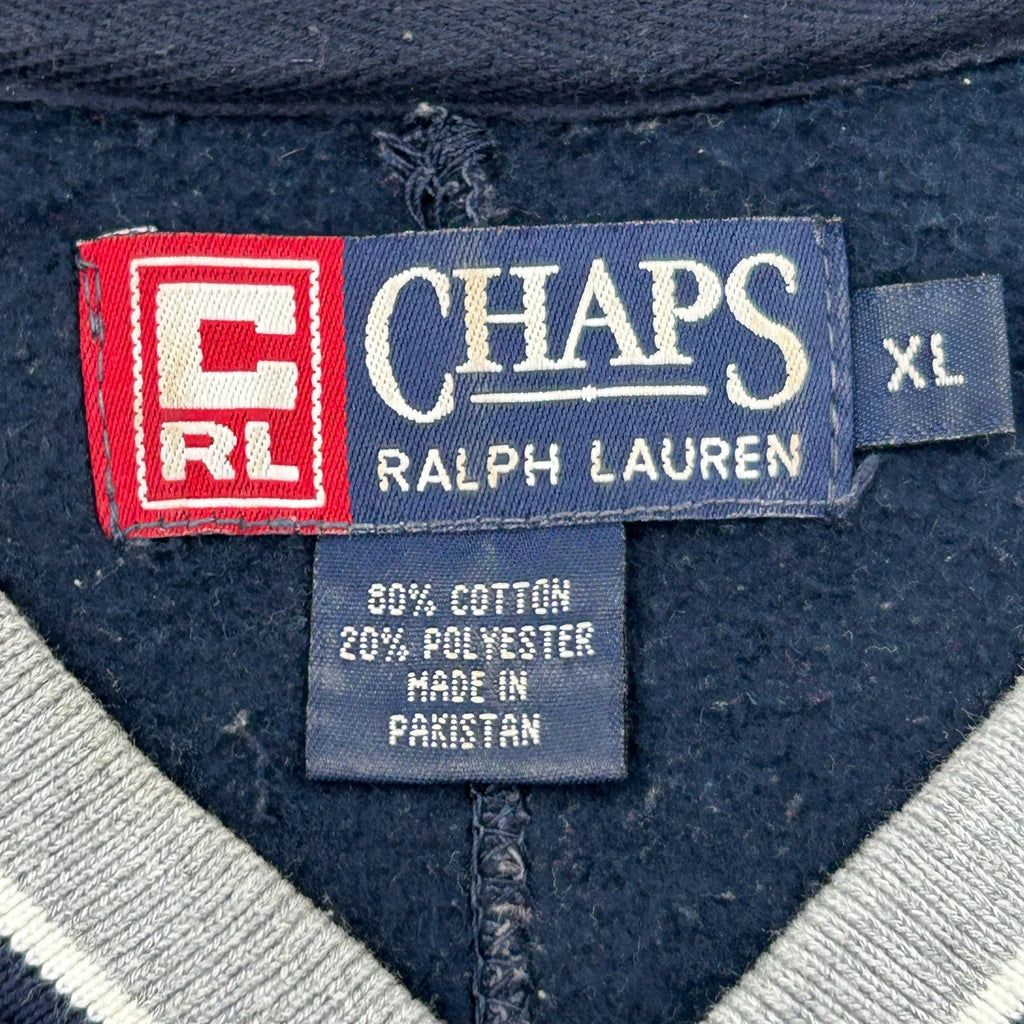 C
RL
CHAPS
RALPH LAUREN
XL
80% COTTON
20% POLYESTER
MADE IN
PAKISTAN